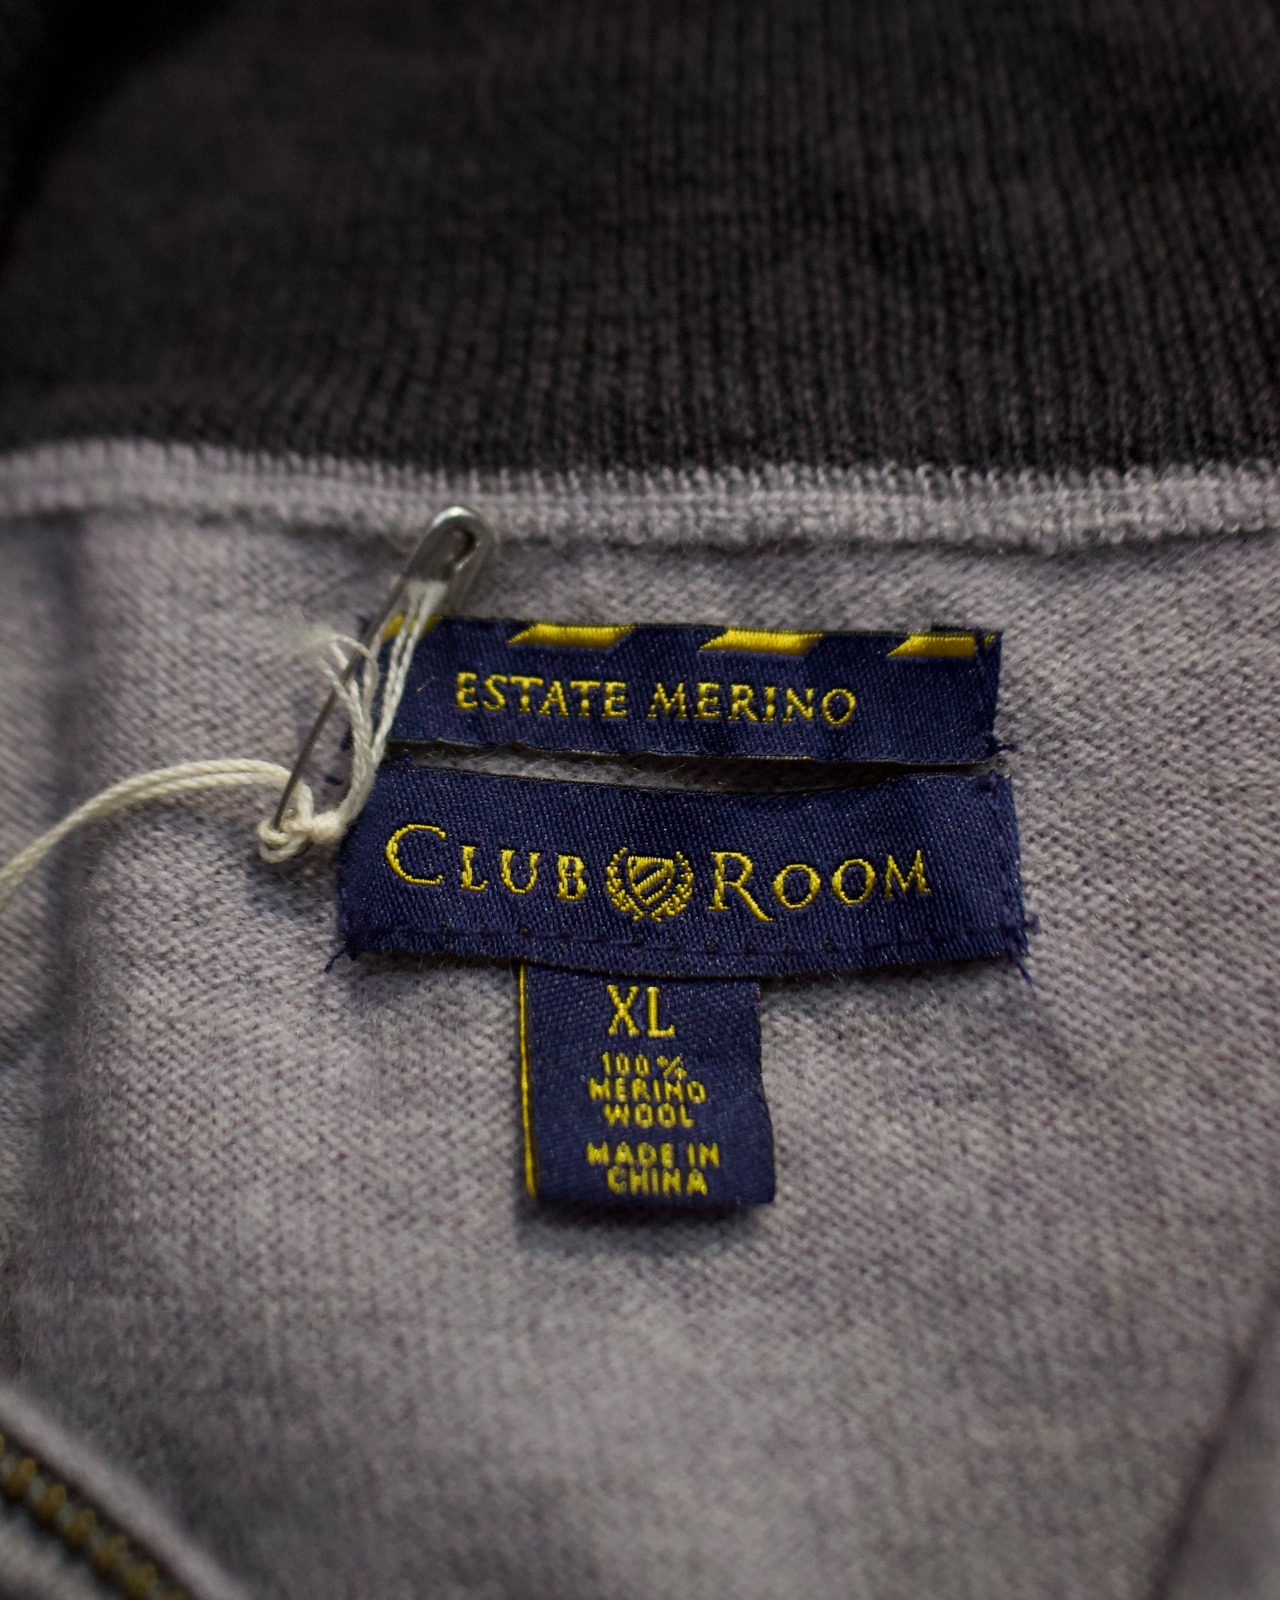 ESTATE MERINO
CLUB ROOM
XL
100%
MERINO
WOOL
MADE IN
CHINA